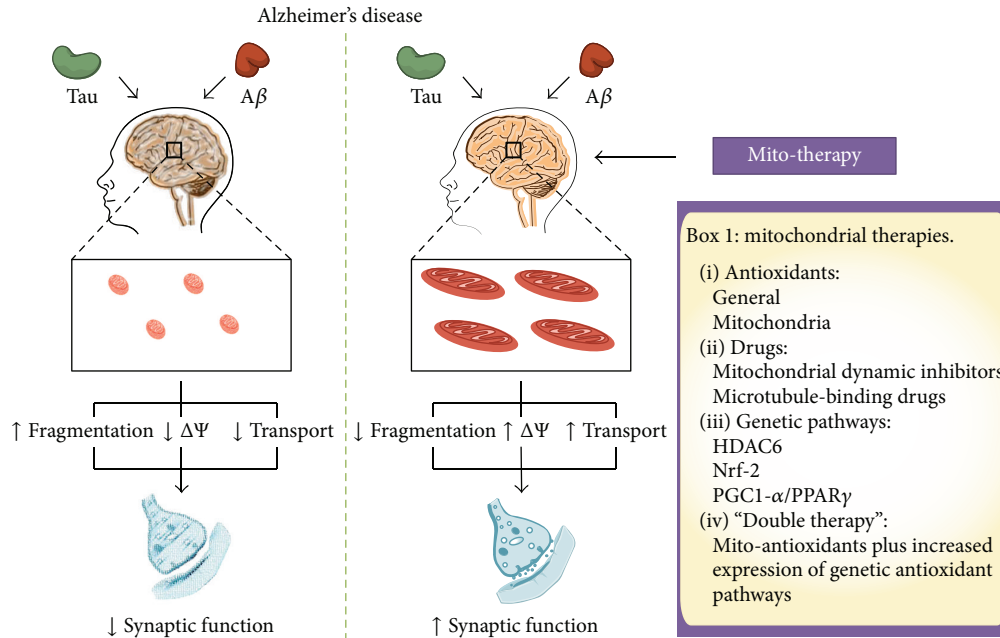 Alzheimer's disease
Tau
Aβ
Tau
Aβ
Mito-therapy
↑ Fragmentation ↓ ΔΨ ↓ Transport
↓ Fragmentation ↑ ΔΨ ↑ Transport
↓ Synaptic function
↑ Synaptic function
Box 1: mitochondrial therapies.
(i) Antioxidants:
General
Mitochondria
(ii) Drugs:
Mitochondrial dynamic inhibitors
Microtubule-binding drugs
(iii) Genetic pathways:
HDAC6
Nrf-2
PGC1-α/PPARγ
(iv) “Double therapy”:
Mito-antioxidants plus increased
expression of genetic antioxidant
pathways